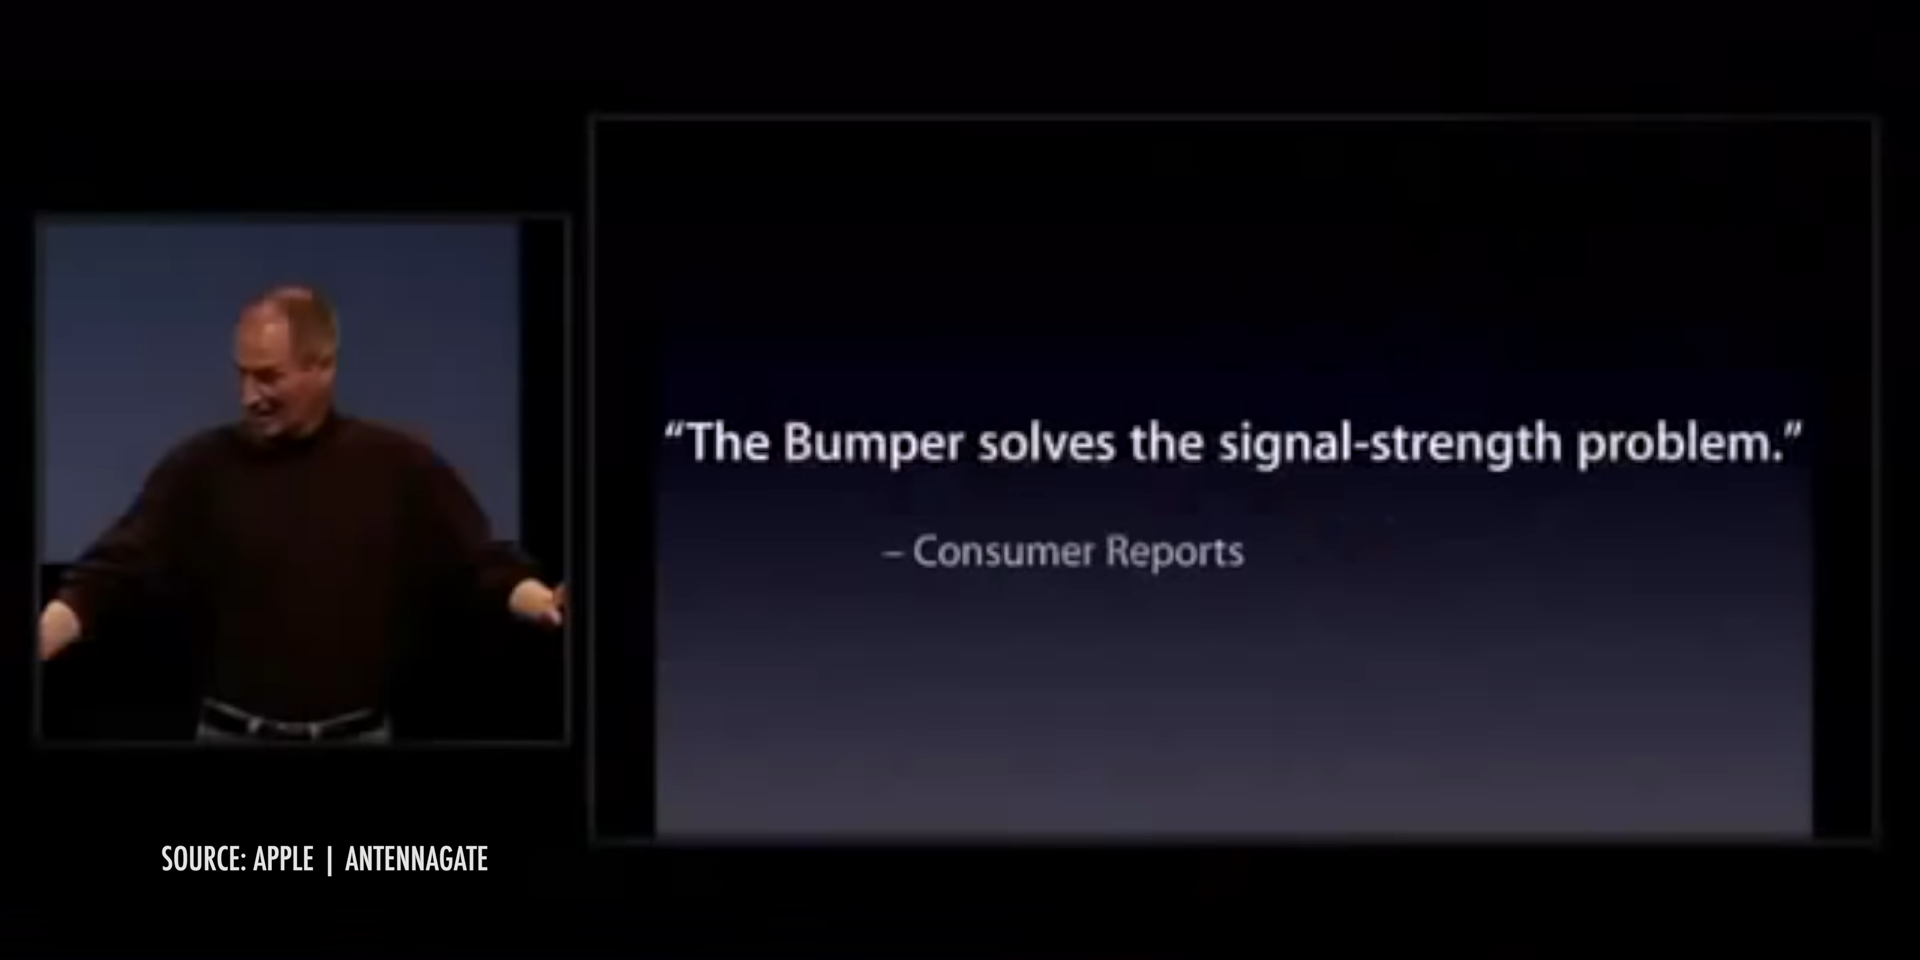 “The Bumper solves the signal-strength problem.”
– Consumer Reports
SOURCE: APPLE | ANTENNAGATE